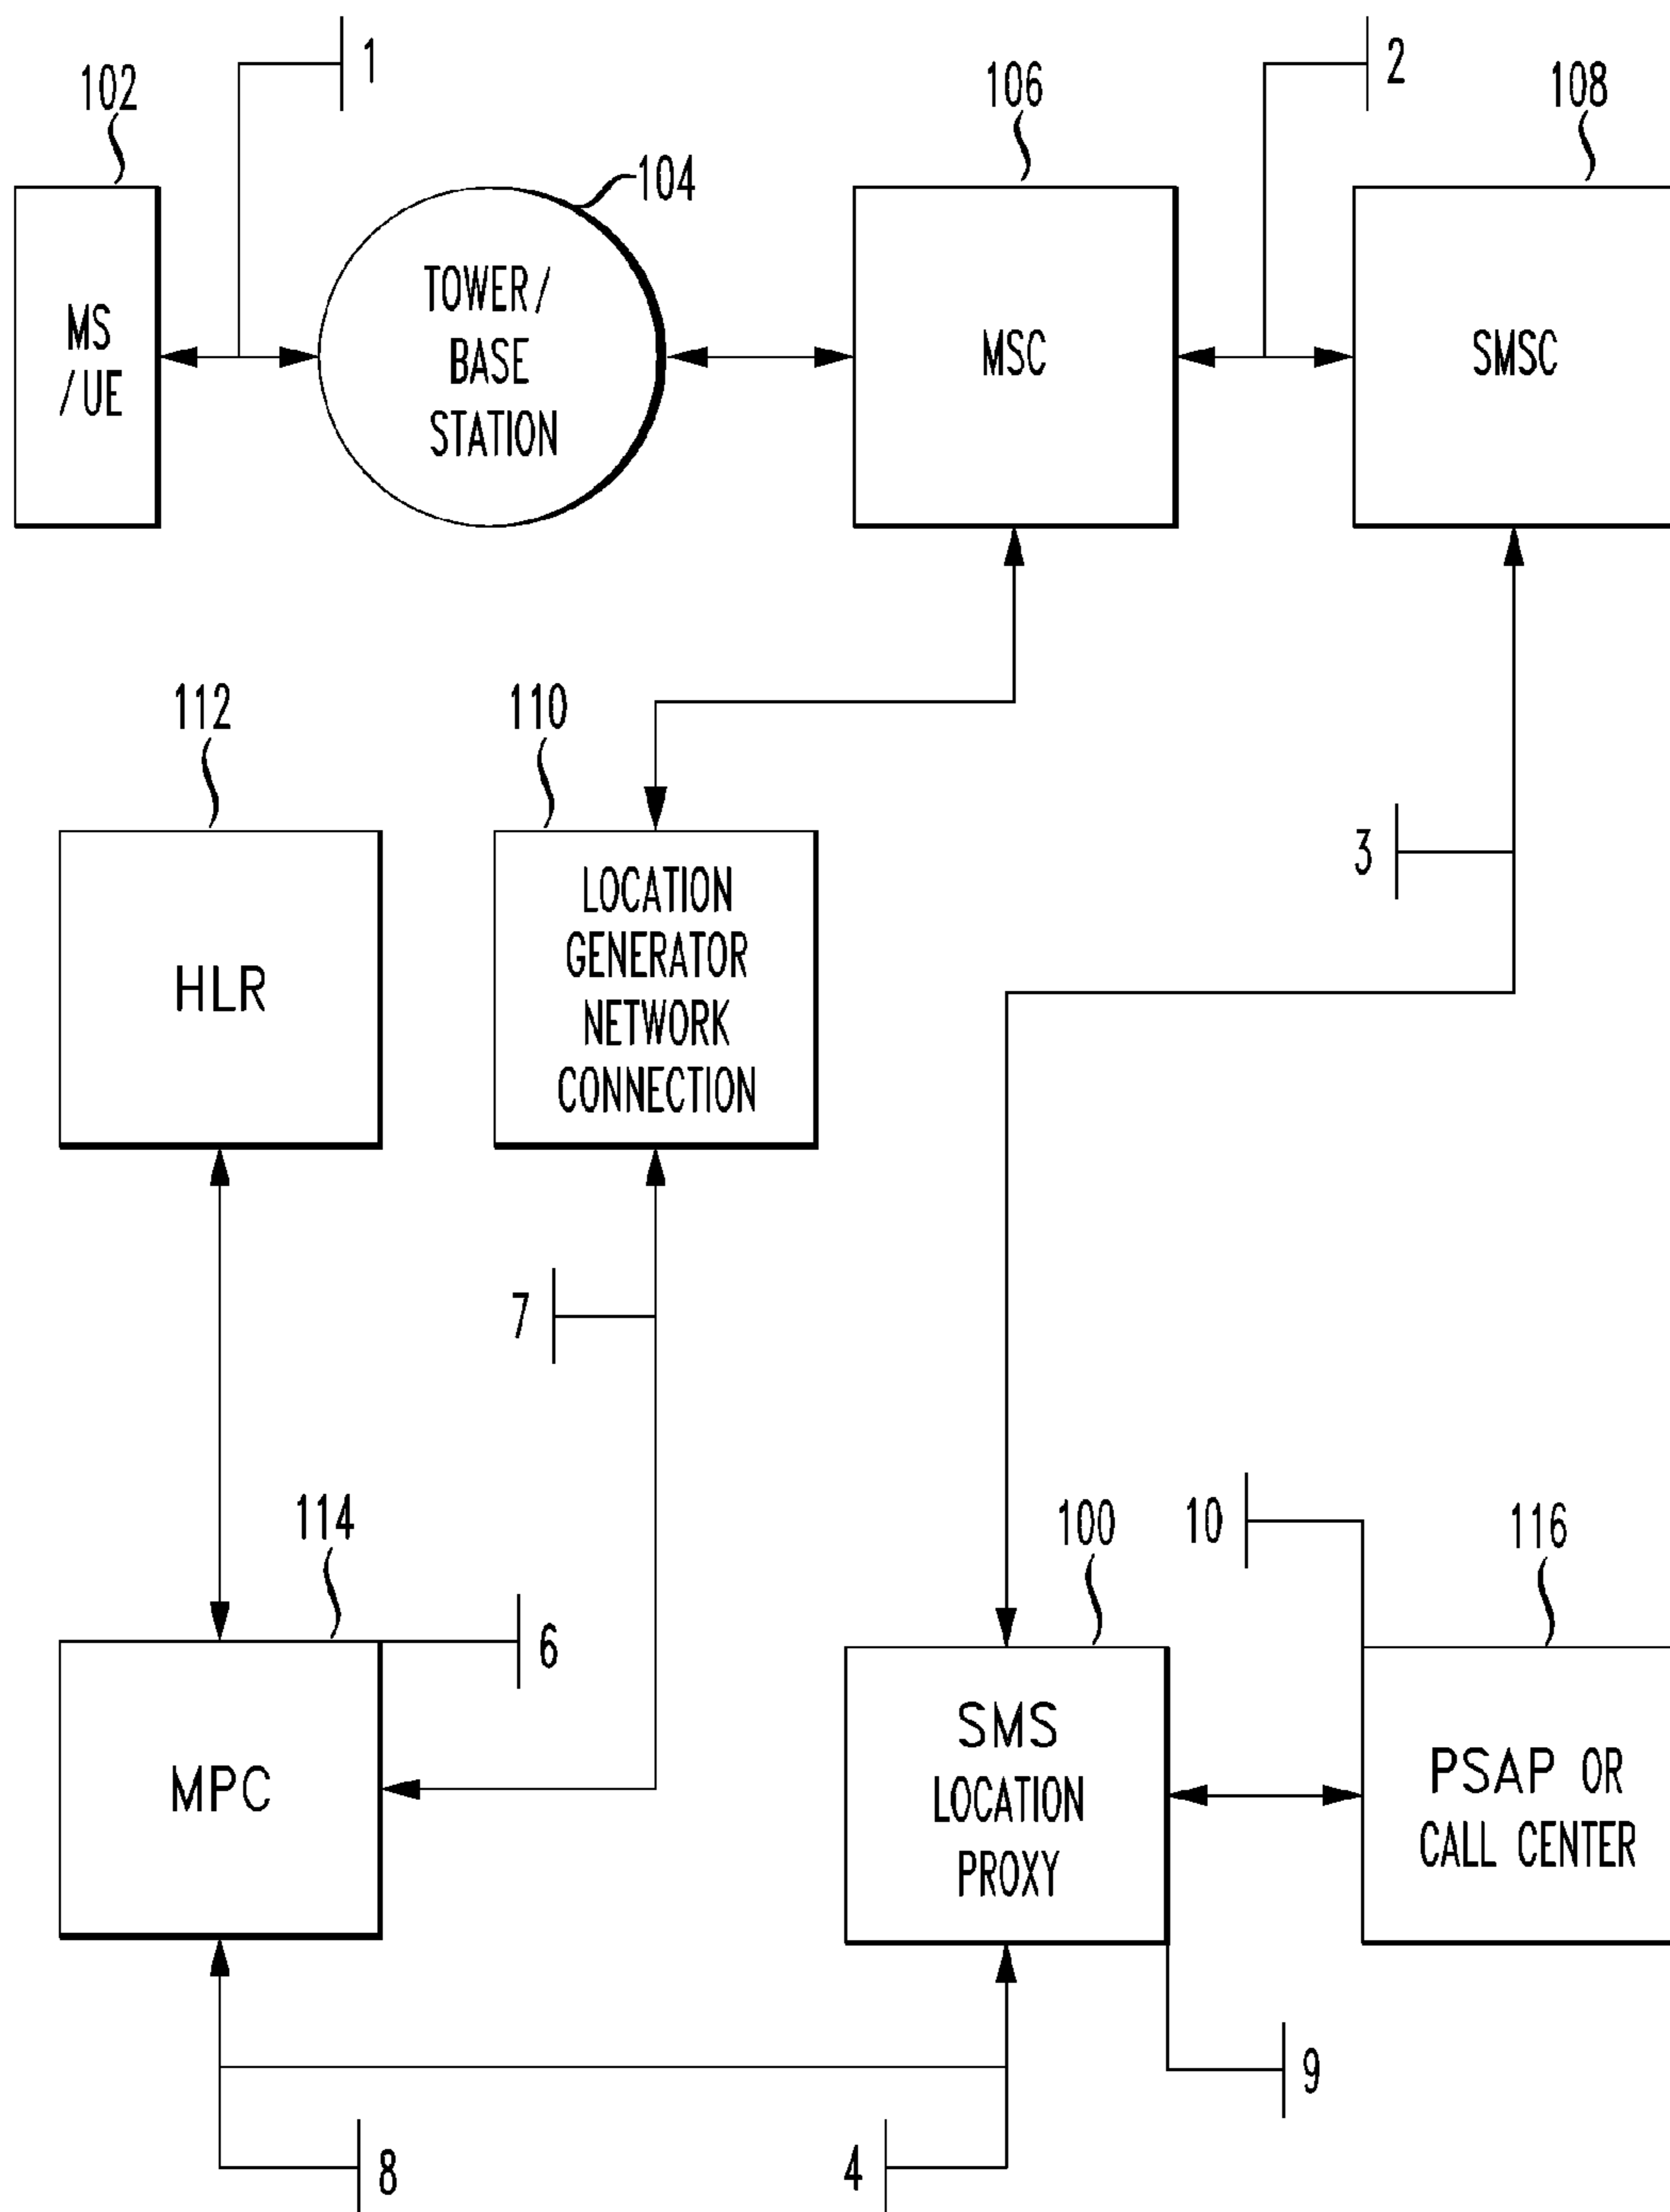 1
2
102
106
108
104
MS
/UE
TOWER/
BASE
STATION
MSC
SMSC
112
110
3
HLR
LOCATION
GENERATOR
NETWORK
CONNECTION
7
114
100
10
116
6
MPC
SMS
LOCATION
PROXY
PSAP OR
CALL CENTER
9
8
4